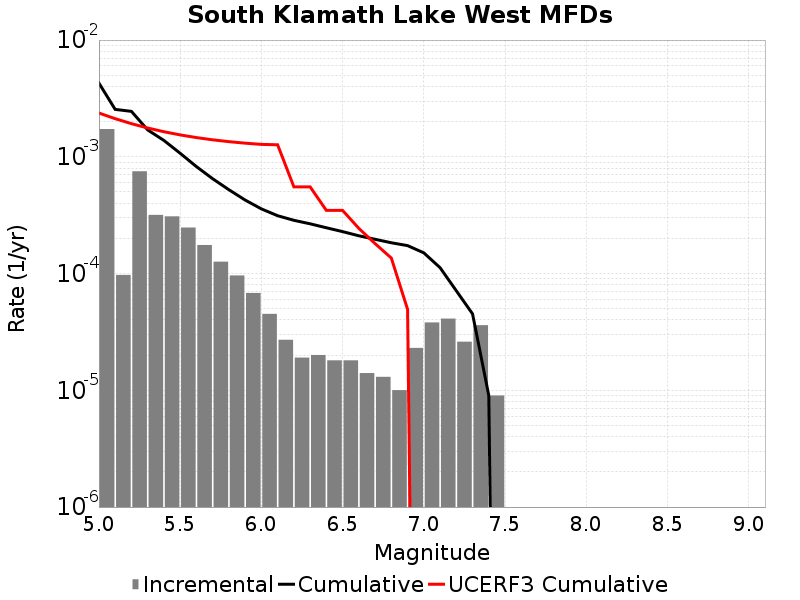 South Klamath Lake West MFDs
10-2
10-3
10-4
10-5
10-6
Rate (1/yr)
5.0 5.5 6.0 6.5 7.0 7.5 8.0 8.5 9.0
Magnitude
Incremental Cumulative UCERF3 Cumulative